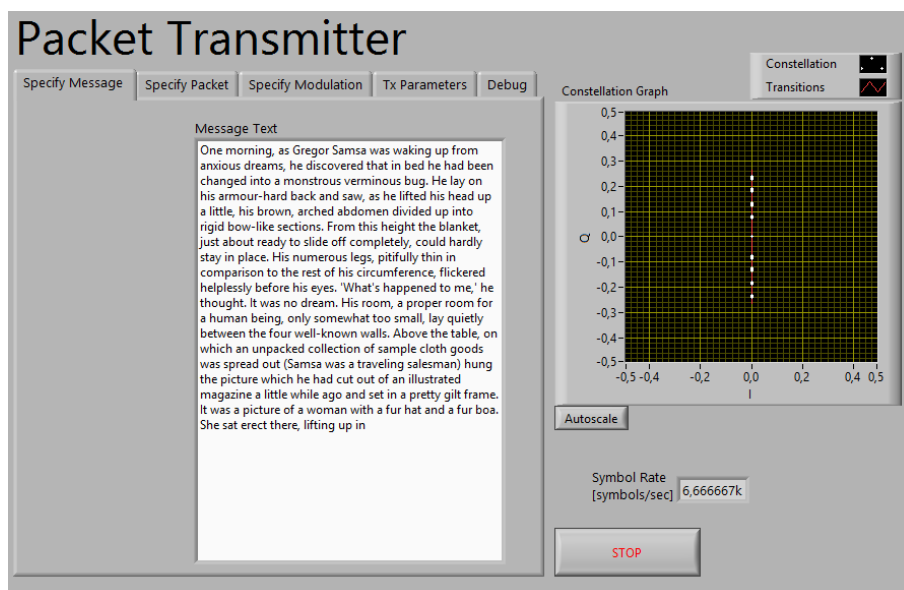 Packet Transmitter
Specify Message
Specify Packet
Specify Modulation
Tx Parameters
Debug
Message Text
One morning, as Gregor Samsa was waking up from
anxious dreams, he discovered that in bed he had been
changed into a monstrous verminous bug. He lay on
his armour-hard back and saw, as he lifted his head up
a little, his brown, arched abdomen divided up into
rigid bow-like sections. From this height the blanket,
just about ready to slide off completely, could hardly
stay in place. His numerous legs, pitifully thin in
comparison to the rest of his circumference, flickered
helplessly before his eyes. 'What's happened to me,' he
thought. It was no dream. His room, a proper room for
a human being, only somewhat too small, lay quietly
between the four well-known walls. Above the table, on
which an unpacked collection of sample cloth goods
was spread out (Samsa was a traveling salesman) hung
the picture which he had cut out of an illustrated
magazine a little while ago and set in a pretty gilt frame.
It was a picture of a woman with a fur hat and a fur boa.
She sat erect there, lifting up in
Constellation
Transitions
Constellation Graph
0,5
0,4
0,3
0,2
0,1
0,0
-0,1
-0,2
-0,3
-0,4
-0,5
Q
-0,5 -0,4 -0,2 0,0 0,2 0,4 0,5
I
Autoscale
Symbol Rate
[symbols/sec] 6,666667k
STOP